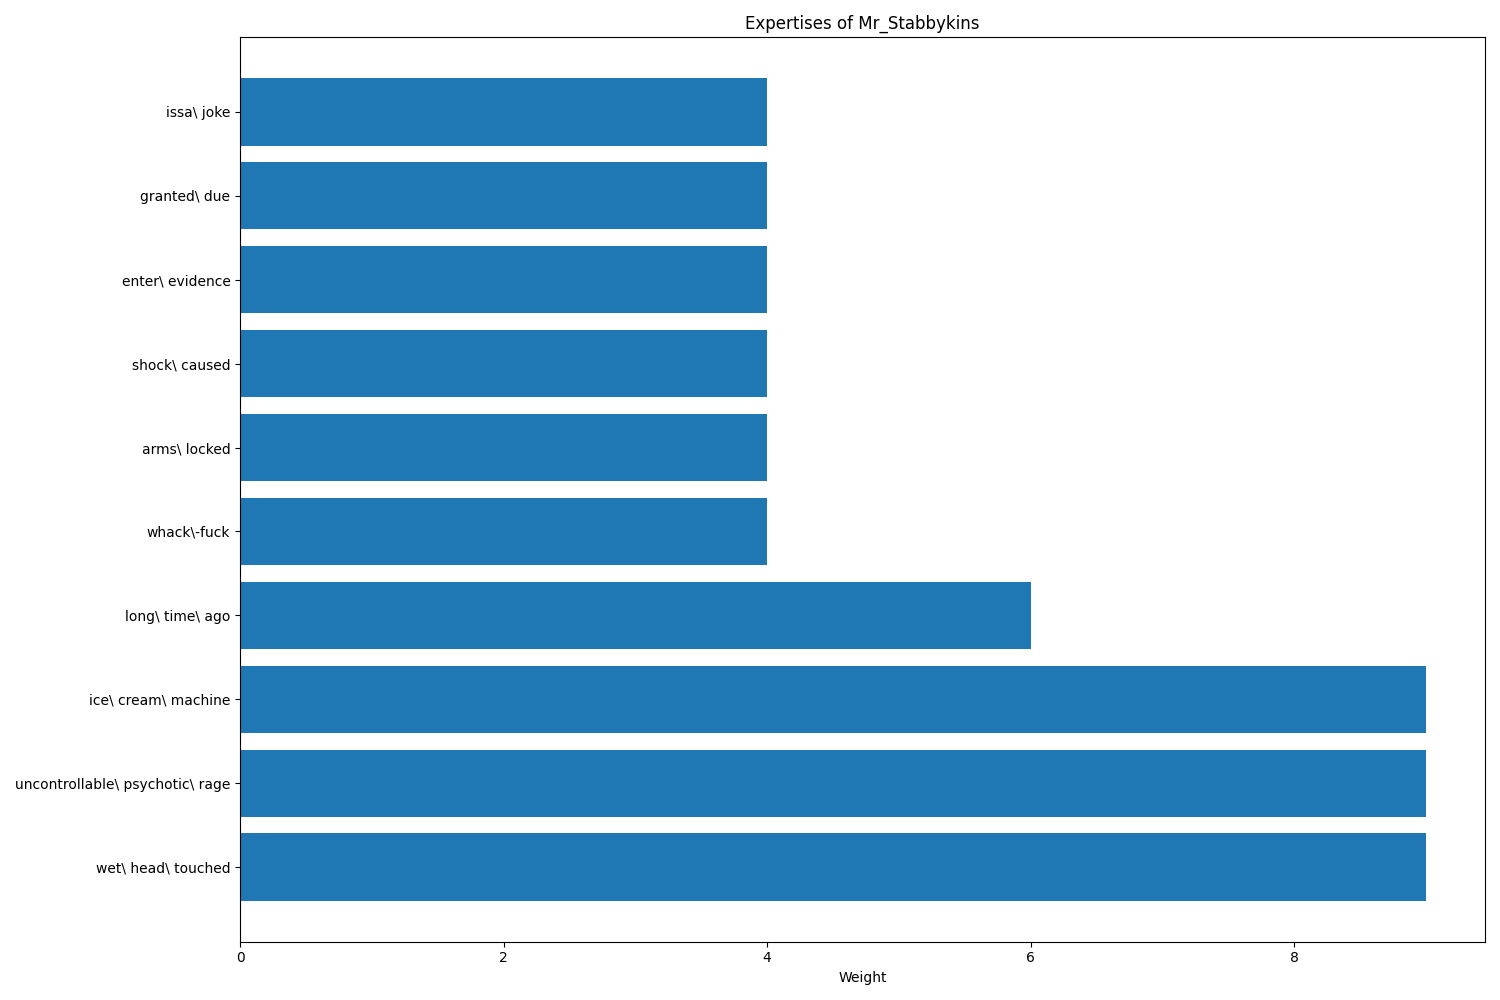 Expertises of Mr_Stabbykins
issa\ joke
granted\ due
enter\ evidence
shock\ caused
arms\ locked
whack\-fuck
long\ time\ ago
ice\ cream\ machine
uncontrollable\ psychotic\ rage
wet\ head\ touched
0 2 4 6 8
Weight